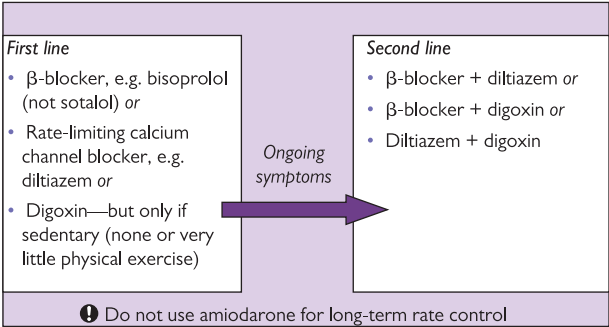 First line
• β-blocker, e.g. bisoprolol
(not sotalol) or
• Rate-limiting calcium
channel blocker, e.g.
diltiazem or
• Digoxin—but only if
sedentary (none or very
little physical exercise)
Ongoing
symptoms
Second line
• β-blocker + diltiazem or
• β-blocker + digoxin or
• Diltiazem + digoxin
! Do not use amiodarone for long-term rate control